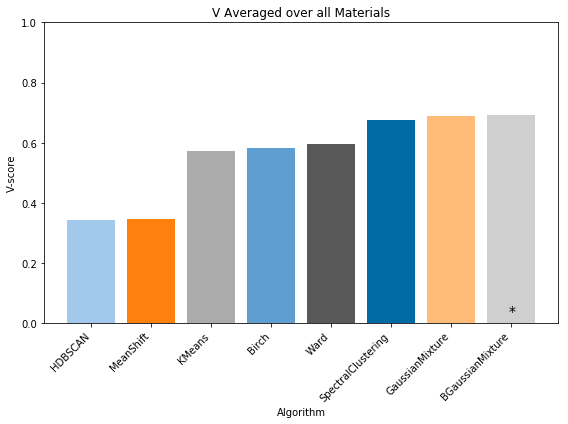 V Averaged over all Materials
V-score
1.0
0.8
0.6
0.4
0.2
0.0
*
HDBSCAN
MeanShift
KMeans
Birch
Ward
SpectralClustering
GaussianMixture
BGaussianMixture
Algorithm